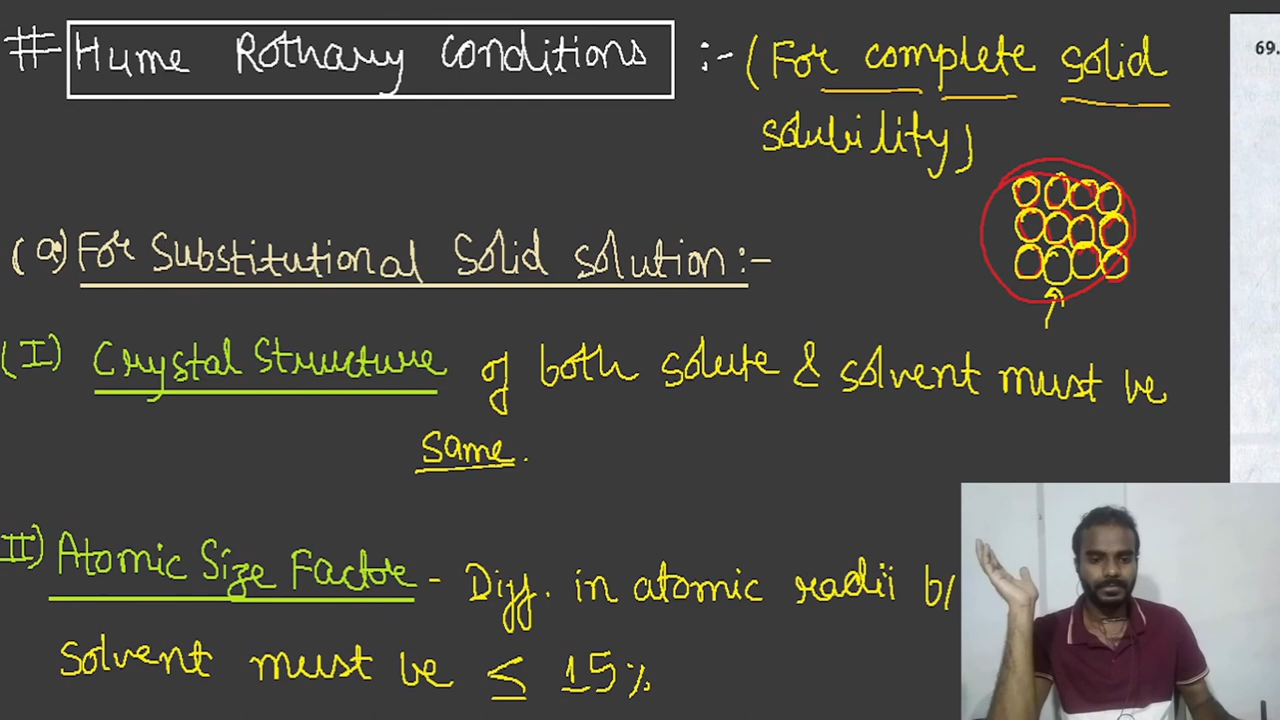 # Hume Rothary conditions :- (For complete solid
solubility)
69.
(a) For Substitutional Solid solution :-
(I) Crystal Structure of both solute & solvent must be
same.
II) Atomic Size Factor - Diff. in atomic radii b/
solvent must be ≤ 15%